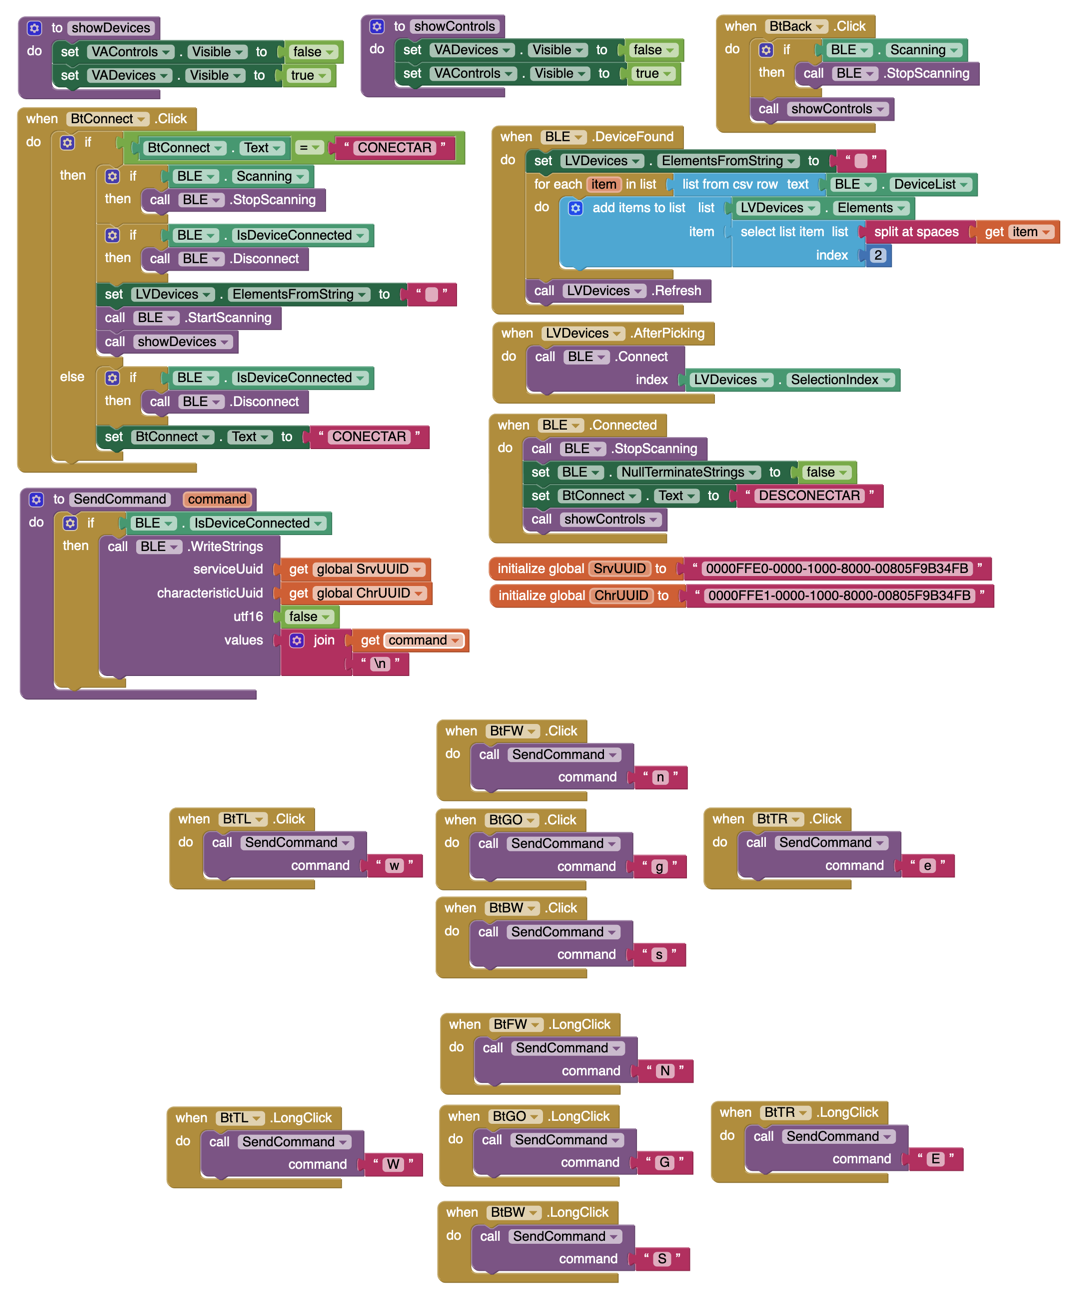 to showDevices
do set VAControls . Visible to false
set VADevices . Visible to true
to showControls
do set VADevices . Visible to false
set VAControls . Visible to true
when BtBack .Click
do if BLE . Scanning
then call BLE .StopScanning
call showControls
when BtConnect .Click
do if BtConnect . Text = “ CONECTAR ”
then if BLE . Scanning
then call BLE .StopScanning
if BLE . IsDeviceConnected
then call BLE .Disconnect
set LVDevices . ElementsFromString to “ ”
call BLE .StartScanning
call showDevices
else if BLE . IsDeviceConnected
then call BLE .Disconnect
set BtConnect . Text to “ CONECTAR ”
when BLE .DeviceFound
do set LVDevices . ElementsFromString to “ ”
for each item in list list from csv row text BLE . DeviceList
do add items to list list LVDevices . Elements
item select list item list split at spaces get item
index 2
call LVDevices .Refresh
when LVDevices .AfterPicking
do call BLE .Connect
index LVDevices . SelectionIndex
when BLE .Connected
do call BLE .StopScanning
set BLE . NullTerminateStrings to false
set BtConnect . Text to “ DESCONECTAR ”
call showControls
to SendCommand command
do if BLE . IsDeviceConnected
then call BLE .WriteStrings
serviceUuid get global SrvUUID
characteristicUuid get global ChrUUID
utf16 false
values join get command
“ \n ”
initialize global SrvUUID to “ 0000FFE0-0000-1000-8000-00805F9B34FB ”
initialize global ChrUUID to “ 0000FFE1-0000-1000-8000-00805F9B34FB ”
when BtFW .Click
do call SendCommand
command “ n ”
when BtTL .Click
do call SendCommand
command “ w ”
when BtGO .Click
do call SendCommand
command “ g ”
when BtTR .Click
do call SendCommand
command “ e ”
when BtBW .Click
do call SendCommand
command “ s ”
when BtFW .LongClick
do call SendCommand
command “ N ”
when BtTL .LongClick
do call SendCommand
command “ W ”
when BtGO .LongClick
do call SendCommand
command “ G ”
when BtTR .LongClick
do call SendCommand
command “ E ”
when BtBW .LongClick
do call SendCommand
command “ S ”